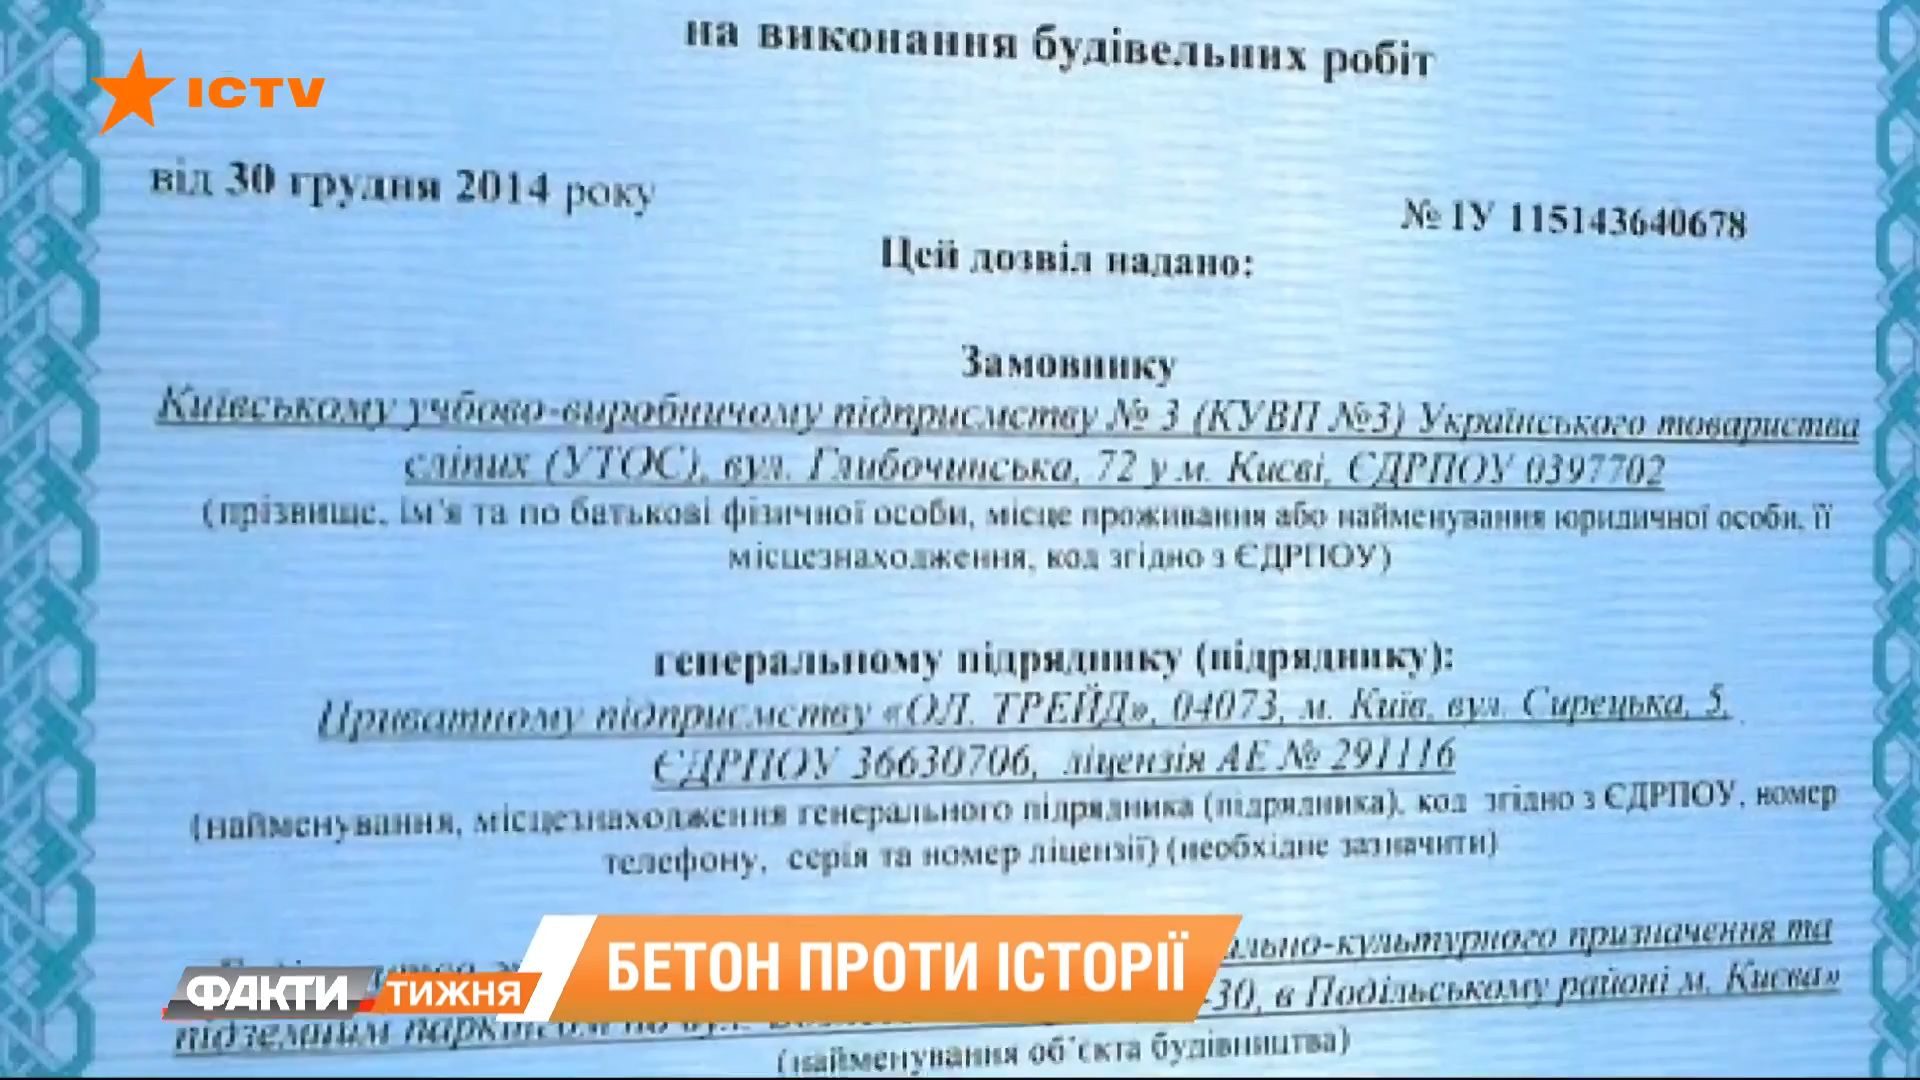 на виконання будівельних робіт
ICTV
від 30 грудня 2014 року
№ ІУ 115143640678
Цей дозвіл надано:
Замовнику
Київському учбово-виробничому підприємству № 3 (КУВП №3) Українського товариства
сліпих (УТОС), вул. Глибочицька, 72 у м. Києві, ЄДРПОУ 0397702
(прізвище, ім'я та по батькові фізичної особи, місце проживання або найменування юридичної особи, її
місцезнаходження, код згідно з ЄДРПОУ)
генеральному підряднику (підряднику):
Приватному підприємству «ОЛ. ТРЕЙД», 04073, м. Київ, вул. Сирецька, 5,
ЄДРПОУ 36630706, ліцензія АЕ № 291116
(найменування, місцезнаходження генерального підрядника (підрядника), код згідно з ЄДРПОУ, номер
телефону, серія та номер ліцензії) (необхідне зазначити)
ально-культурного призначення та
БЕТОН ПРОТИ ІСТОРІЇ
ФАКТИ ТИЖНЯ
підземним паркінгом по вул. -30, в Подільському районі м. Києва»
(найменування об'єкта будівництва)